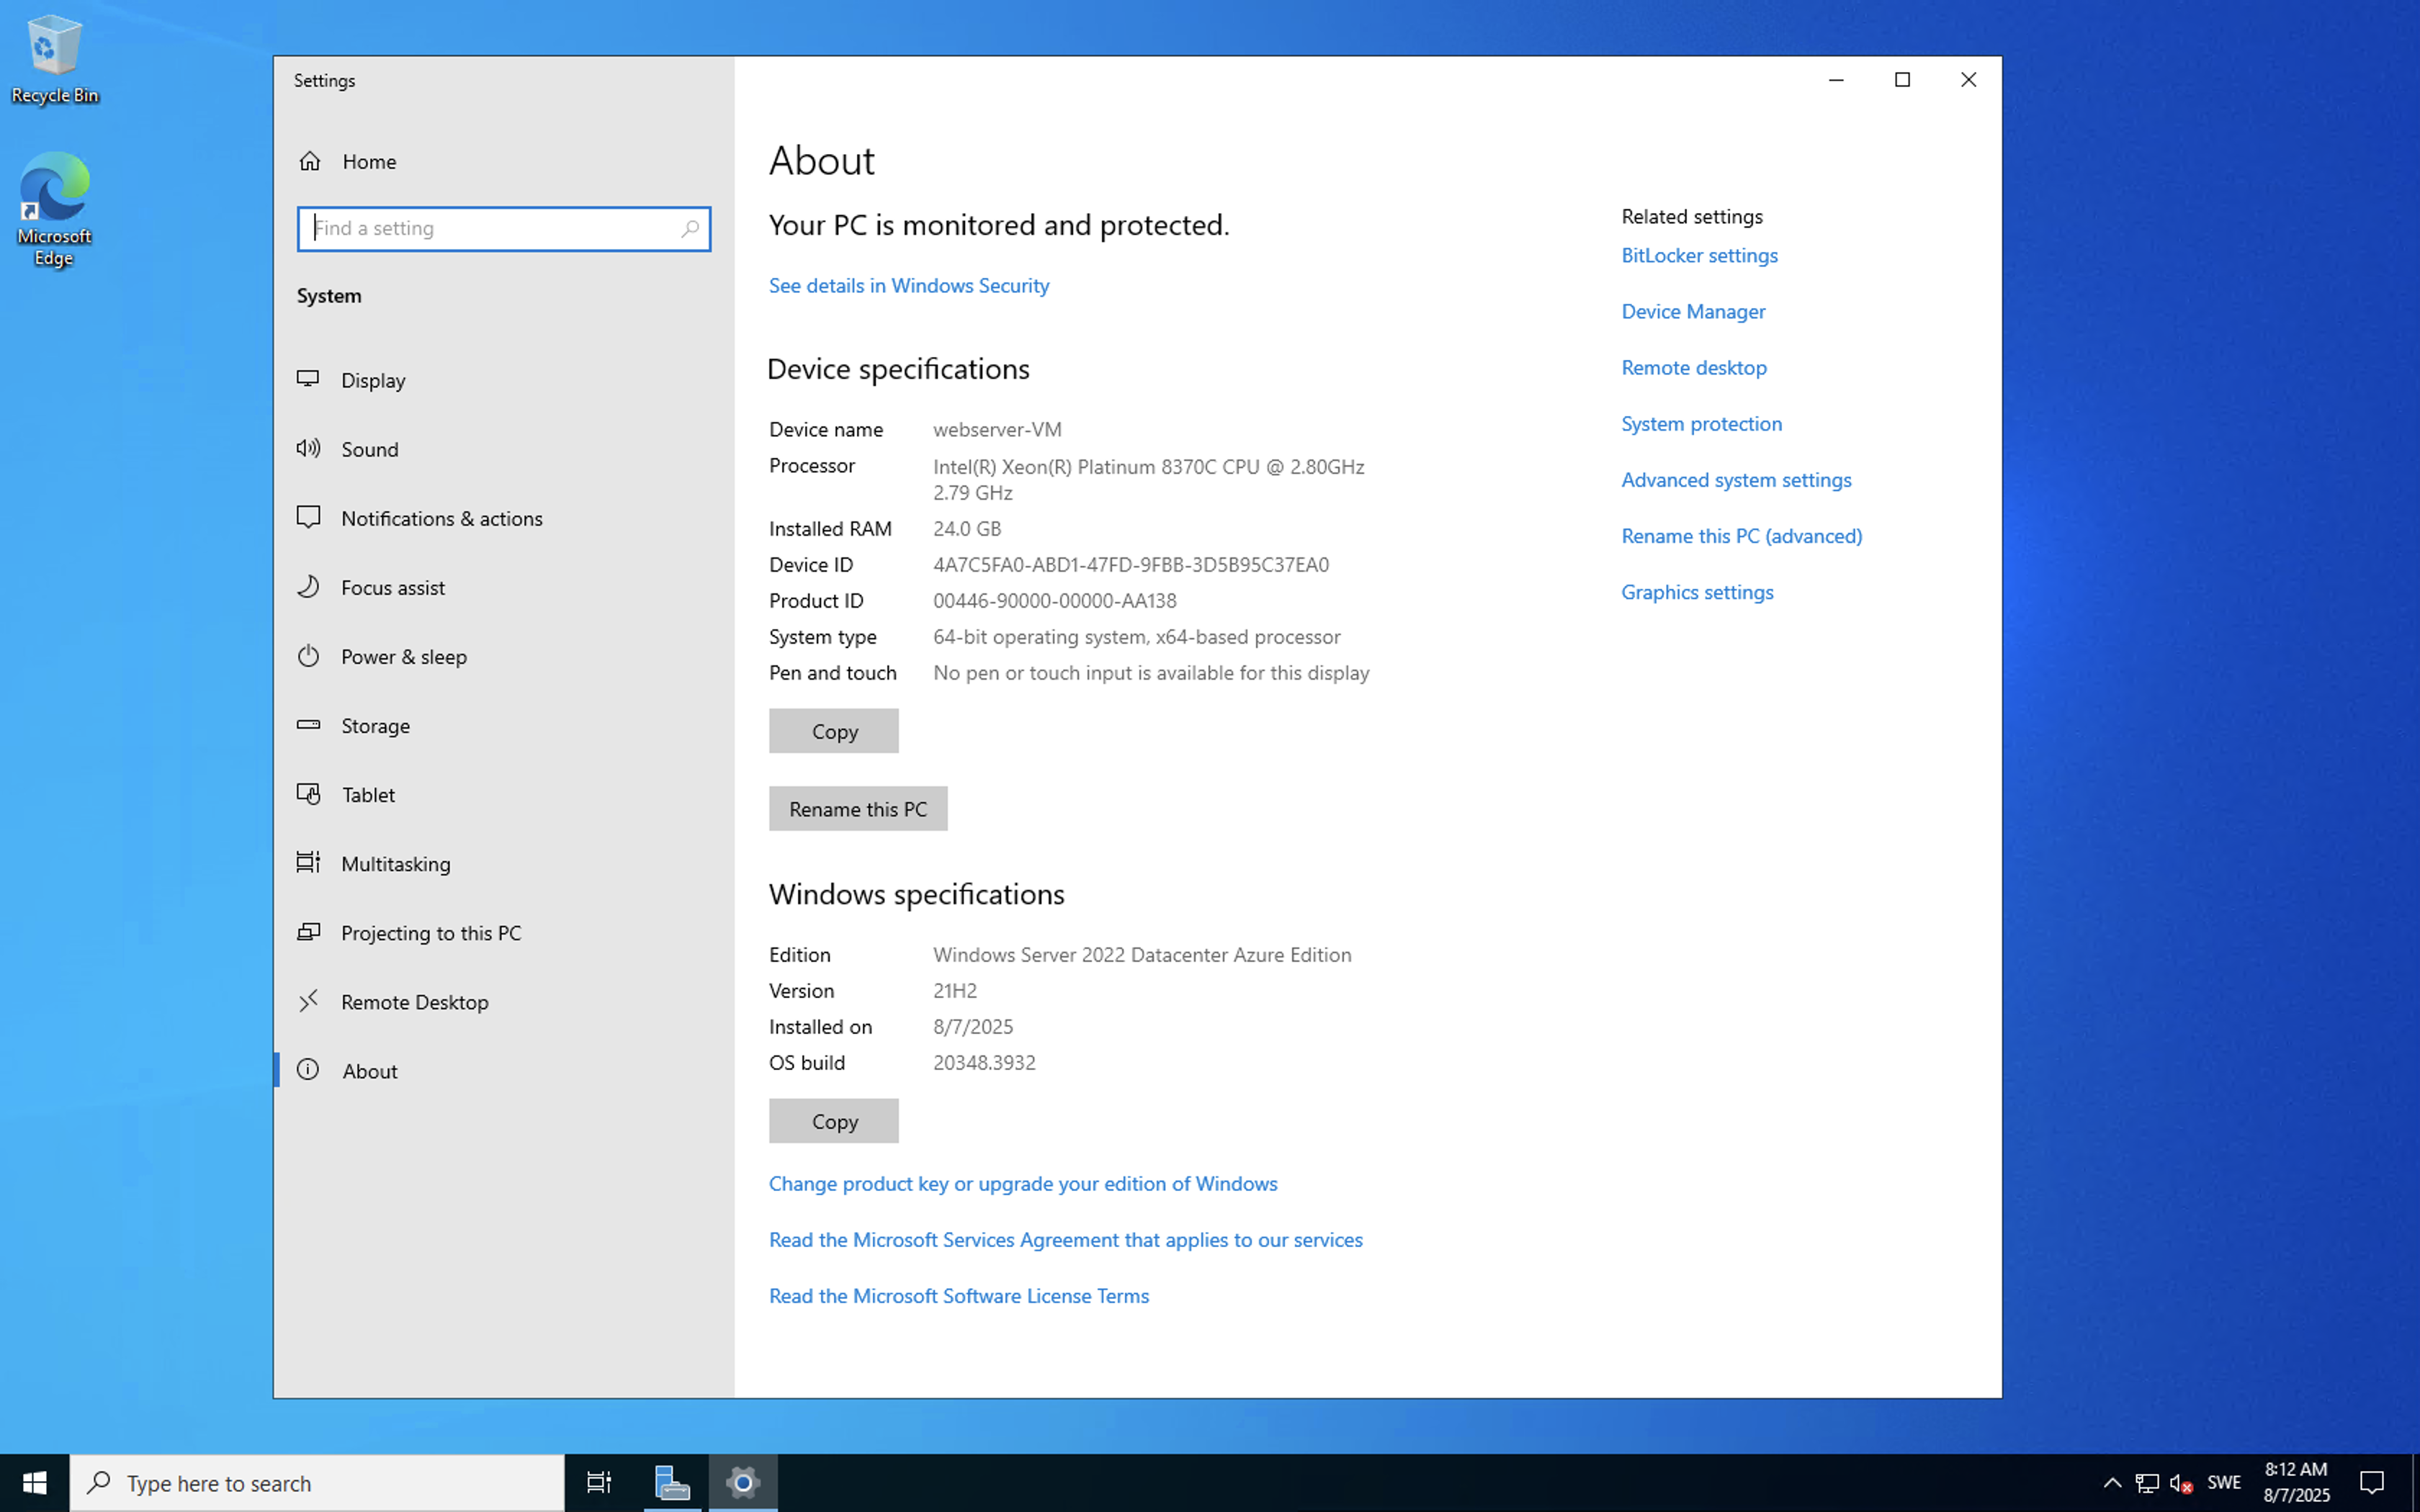 Recycle Bin
Microsoft
Edge
Settings
Home
Find a setting
System
Display
Sound
Notifications & actions
Focus assist
Power & sleep
Storage
Tablet
Multitasking
Projecting to this PC
Remote Desktop
About
About
Your PC is monitored and protected.
See details in Windows Security
Device specifications
Device name webserver-VM
Processor Intel(R) Xeon(R) Platinum 8370C CPU @ 2.80GHz
2.79 GHz
Installed RAM 24.0 GB
Device ID 4A7C5FA0-ABD1-47FD-9FBB-3D5B95C37EA0
Product ID 00446-90000-00000-AA138
System type 64-bit operating system, x64-based processor
Pen and touch No pen or touch input is available for this display
Copy
Rename this PC
Windows specifications
Edition Windows Server 2022 Datacenter Azure Edition
Version 21H2
Installed on 8/7/2025
OS build 20348.3932
Copy
Change product key or upgrade your edition of Windows
Read the Microsoft Services Agreement that applies to our services
Read the Microsoft Software License Terms
Related settings
BitLocker settings
Device Manager
Remote desktop
System protection
Advanced system settings
Rename this PC (advanced)
Graphics settings
Type here to search
SWE
8:12 AM
8/7/2025